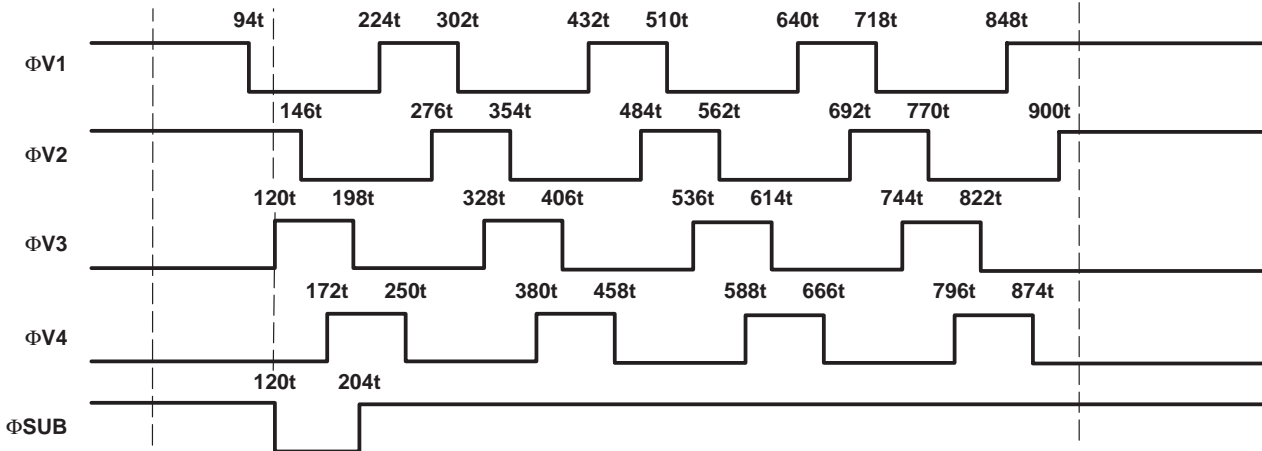 94t 224t 302t 432t 510t 640t 718t 848t
ΦV1
146t 276t 354t 484t 562t 692t 770t 900t
ΦV2
120t 198t 328t 406t 536t 614t 744t 822t
ΦV3
172t 250t 380t 458t 588t 666t 796t 874t
ΦV4
120t 204t
ΦSUB